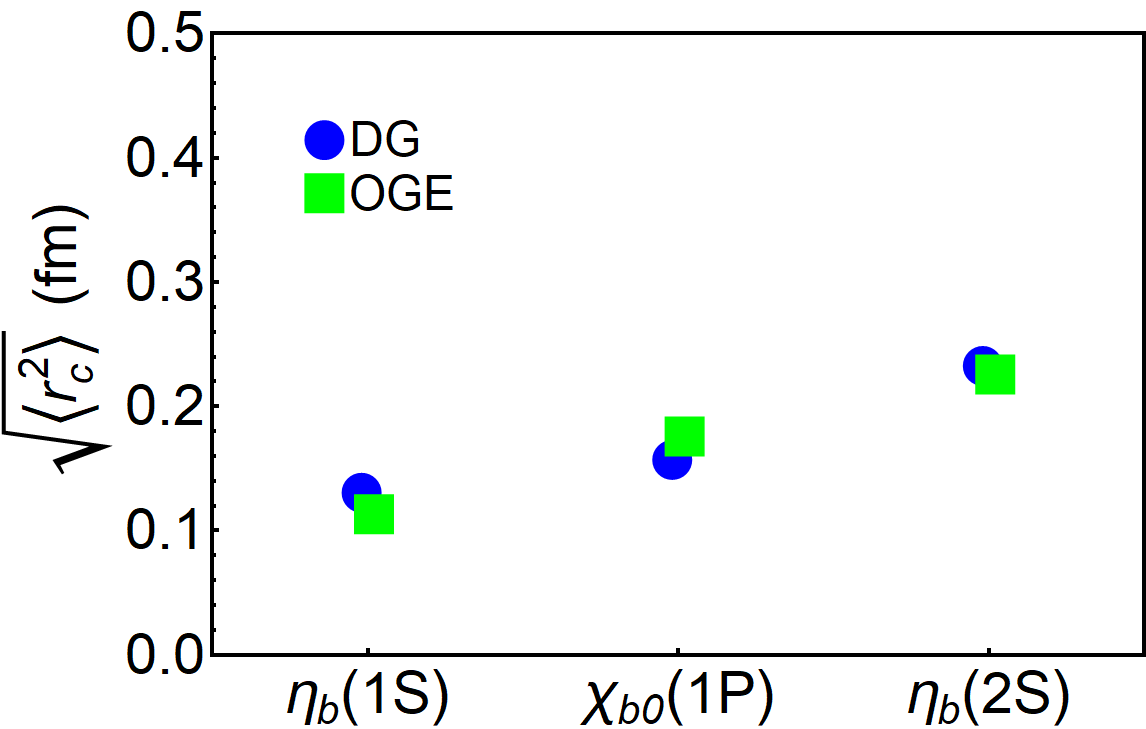 0.5
0.4
0.3
0.2
0.1
0.0
√⟨r_c^2⟩ (fm)
DG
OGE
η_b(1S)
χ_b0(1P)
η_b(2S)